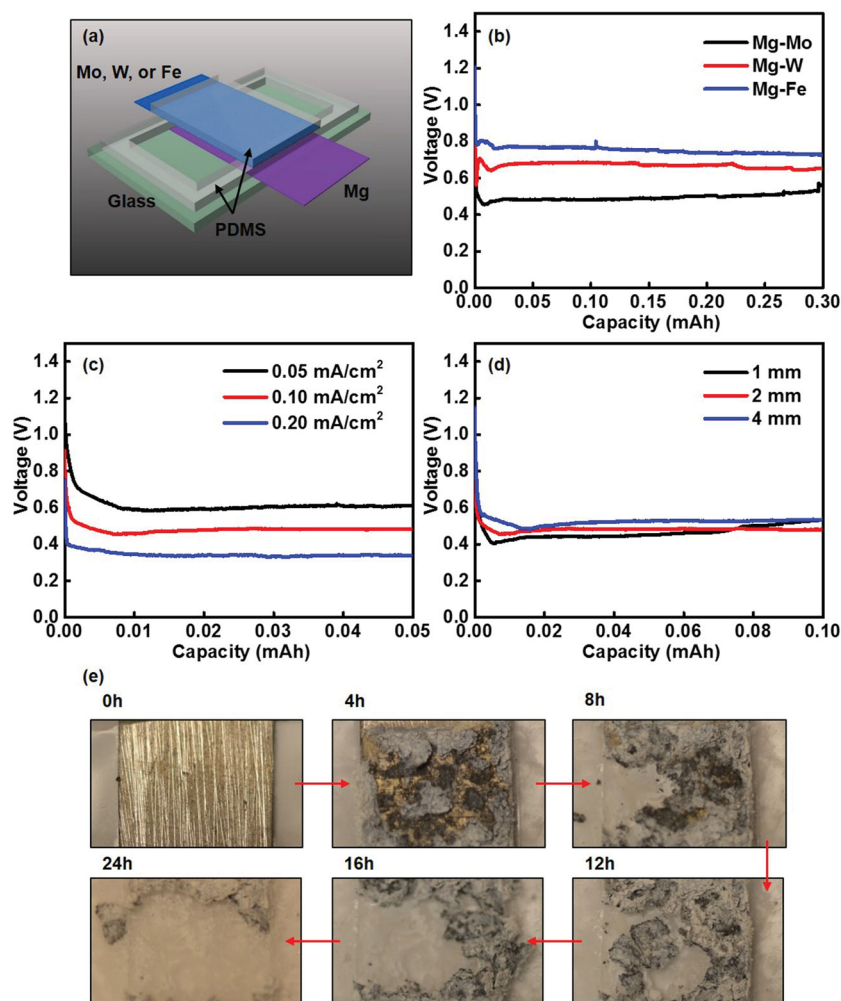 (a)
Mo, W, or Fe
Glass
PDMS
Mg
(b)
Voltage (V)
1.4
1.2
1.0
0.8
0.6
0.4
0.2
0.0
Mg-Mo
Mg-W
Mg-Fe
0.00 0.05 0.10 0.15 0.20 0.25 0.30
Capacity (mAh)
(c)
Voltage (V)
1.4
1.2
1.0
0.8
0.6
0.4
0.2
0.0
0.05 mA/cm²
0.10 mA/cm²
0.20 mA/cm²
0.00 0.01 0.02 0.03 0.04 0.05
Capacity (mAh)
(d)
Voltage (V)
1.4
1.2
1.0
0.8
0.6
0.4
0.2
0.0
1 mm
2 mm
4 mm
0.00 0.02 0.04 0.06 0.08 0.10
Capacity (mAh)
(e)
0h 4h 8h
24h 16h 12h